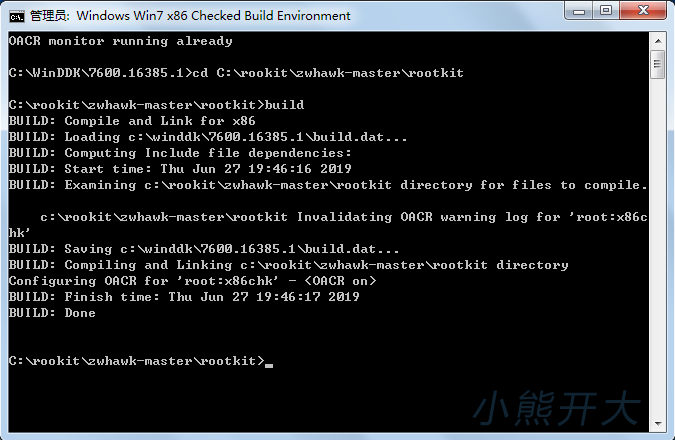 管理员: Windows Win7 x86 Checked Build Environment
OACR monitor running already
C:\WinDDK\7600.16385.1>cd C:\rookit\zwhawk-master\rootkit
C:\rookit\zwhawk-master\rootkit>build
BUILD: Compile and Link for x86
BUILD: Loading c:\winddk\7600.16385.1\build.dat...
BUILD: Computing Include file dependencies:
BUILD: Start time: Thu Jun 27 19:46:16 2019
BUILD: Examining c:\rookit\zwhawk-master\rootkit directory for files to compile.
c:\rookit\zwhawk-master\rootkit Invalidating OACR warning log for 'root:x86c
hk'
BUILD: Saving c:\winddk\7600.16385.1\build.dat...
BUILD: Compiling and Linking c:\rookit\zwhawk-master\rootkit directory
Configuring OACR for 'root:x86chk' - <OACR on>
BUILD: Finish time: Thu Jun 27 19:46:17 2019
BUILD: Done
C:\rookit\zwhawk-master\rootkit>
小熊开大